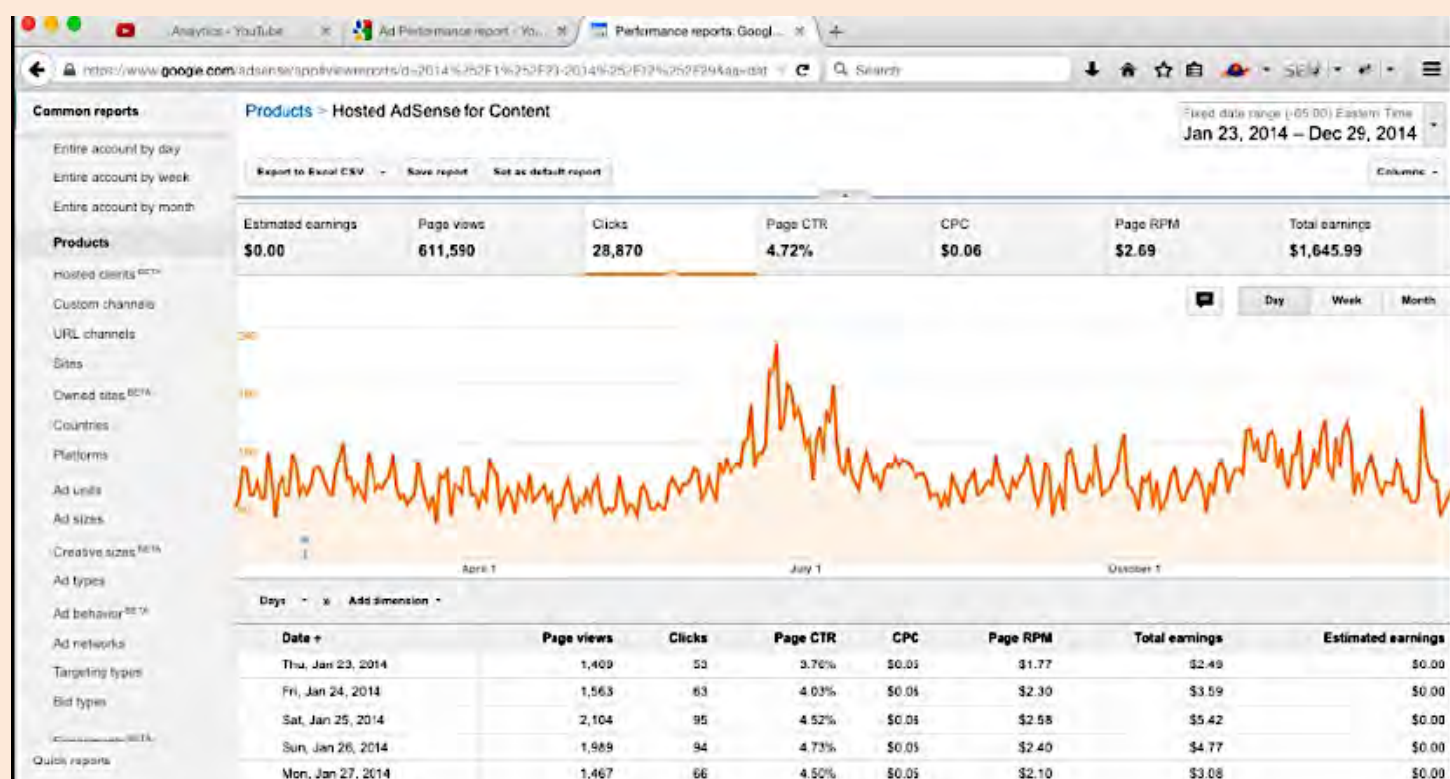 Analytics - YouTube
Ad Performance report - Yo...
Performance reports: Googl...
Search
Common reports
Entire account by day
Entire account by week
Entire account by month
Products
Hosted clients BETA
Custom channels
URL channels
Sites
Owned sites BETA
Countries
Platforms
Ad units
Ad sizes
Creative sizes BETA
Ad types
Ad behavior BETA
Ad networks
Targeting types
Bid types
Quick reports
Products > Hosted AdSense for Content
Fixed date range (-05:00) Eastern Time
Jan 23, 2014 – Dec 29, 2014
Export to Excel CSV Save report Set as default report
Columns
Estimated earnings Page views Clicks Page CTR CPC Page RPM Total earnings
$0.00 611,590 28,870 4.72% $0.06 $2.69 $1,645.99
Day Week Month
April 1 July 1 October 1
Days Add dimension
Date Page views Clicks Page CTR CPC Page RPM Total earnings Estimated earnings
Thu, Jan 23, 2014 1,409 53 3.76% $0.05 $1.77 $2.49 $0.00
Fri, Jan 24, 2014 1,563 63 4.03% $2.30 $3.59 $0.00
Sat, Jan 25, 2014 2,104 95 4.52% $2.58 $5.42 $0.00
Sun, Jan 26, 2014 1,989 94 4.73% $0.05 $2.40 $4.77 $0.00
Mon, Jan 27, 2014 1,467 66 4.50% $0.05 $2.10 $3.08 $0.00